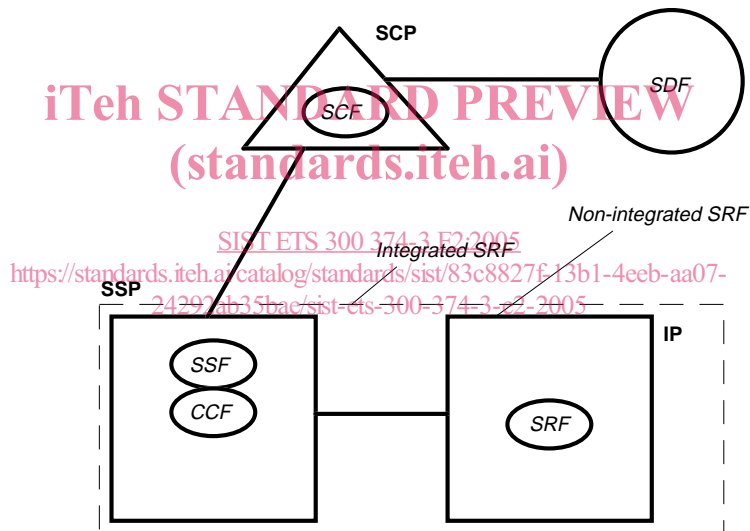 SCP
SDF
iTeh STANDARD PREVIEW
SCF
(standards.iteh.ai)
Non-integrated SRF
SIST ETS 300 374-3 E2:2005
Integrated SRF
https://standards.iteh.ai/catalog/standards/sist/83c8827f-13b1-4eeb-aa07-
SSP
24292ab35bae/sist-ets-300-374-3-e2-2005
IP
SSF
CCF
SRF